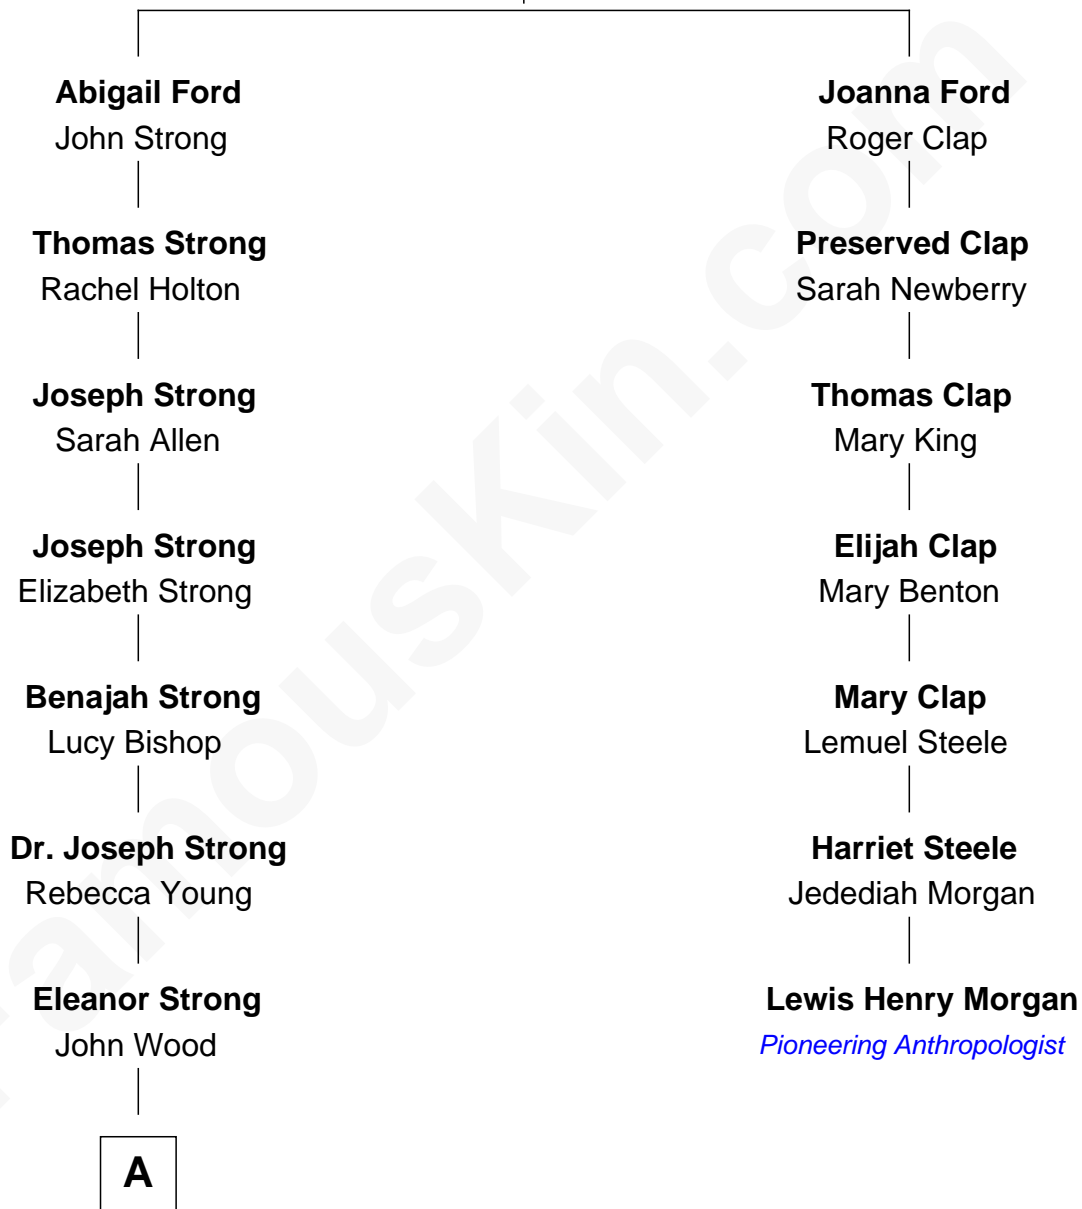 Abigail Ford
John Strong
Joanna Ford
Roger Clap
Thomas Strong
Rachel Holton
Preserved Clap
Sarah Newberry
Joseph Strong
Sarah Allen
Thomas Clap
Mary King
Joseph Strong
Elizabeth Strong
Elijah Clap
Mary Benton
Benajah Strong
Lucy Bishop
Mary Clap
Lemuel Steele
Dr. Joseph Strong
Rebecca Young
Harriet Steele
Jedediah Morgan
Eleanor Strong
John Wood
Lewis Henry Morgan
Pioneering Anthropologist
A
FamousKin.com